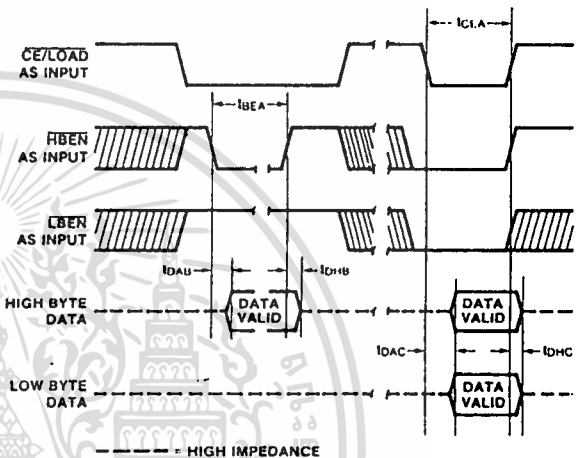 tCLA
CE/LOAD
AS INPUT
tBEA
HBEN
AS INPUT
LBEN
AS INPUT
tDAB
tDHB
HIGH BYTE
DATA
DATA
VALID
DATA
VALID
tDAC
tDHC
LOW BYTE
DATA
DATA
VALID
= HIGH IMPEDANCE